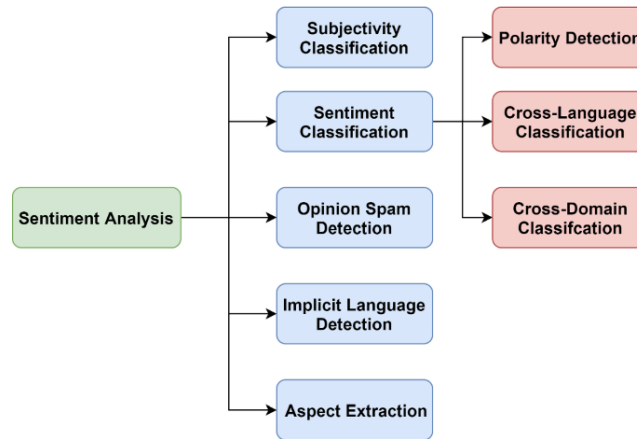 Subjectivity
Classification
Polarity Detection
Sentiment
Classification
Cross-Language
Classification
Sentiment Analysis
Opinion Spam
Detection
Cross-Domain
Classifcation
Implicit Language
Detection
Aspect Extraction